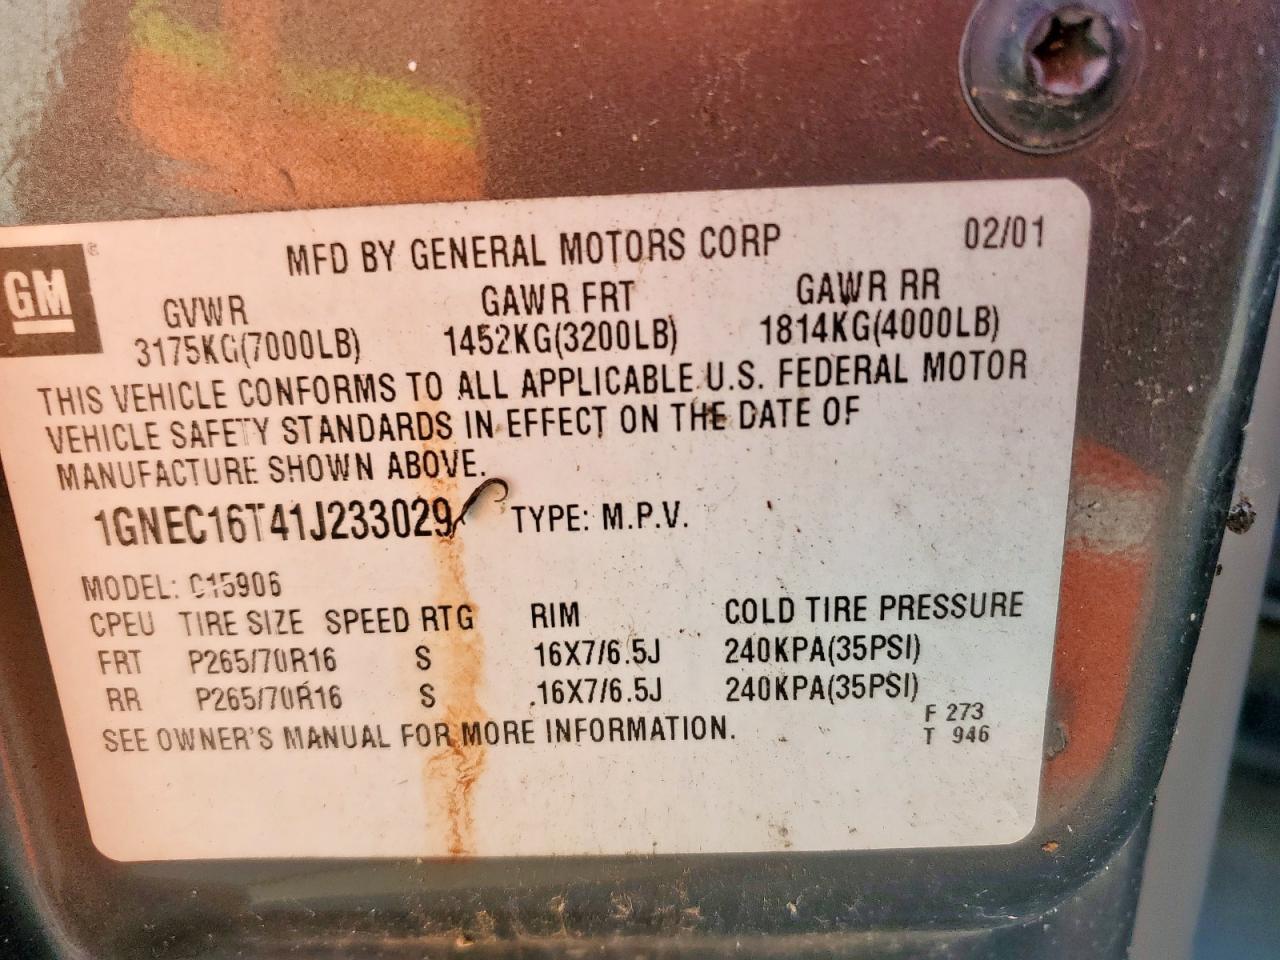 GM
MFD BY GENERAL MOTORS CORP 02/01
GVWR GAWR FRT GAWR RR
3175KG(7000LB) 1452KG(3200LB) 1814KG(4000LB)
THIS VEHICLE CONFORMS TO ALL APPLICABLE U.S. FEDERAL MOTOR
VEHICLE SAFETY STANDARDS IN EFFECT ON THE DATE OF
MANUFACTURE SHOWN ABOVE.
1GNEC16T41J233029 TYPE: M.P.V.
MODEL: C15906
CPEU TIRE SIZE SPEED RTG RIM COLD TIRE PRESSURE
FRT P265/70R16 S 16X7/6.5J 240KPA(35PSI)
RR P265/70R16 S 16X7/6.5J 240KPA(35PSI)
SEE OWNER'S MANUAL FOR MORE INFORMATION.
F 273
T 946